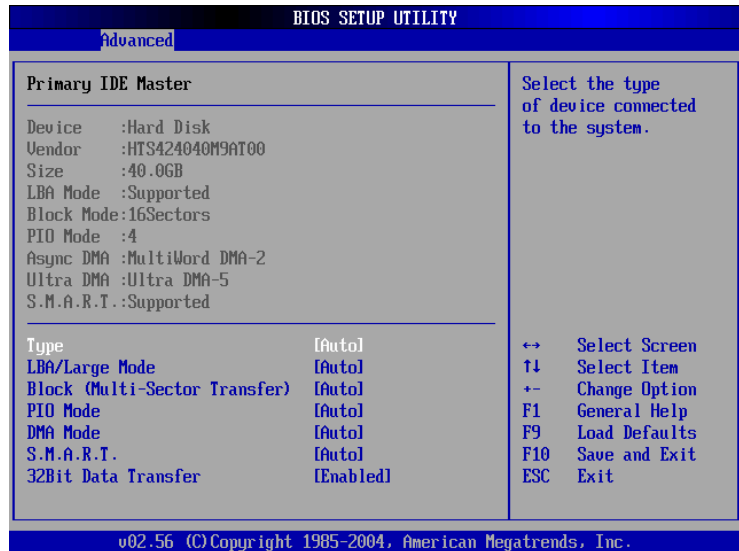 BIOS SETUP UTILITY
Advanced
Primary IDE Master
Device :Hard Disk
Vendor :HTS424040M9AT00
Size :40.0GB
LBA Mode :Supported
Block Mode:16Sectors
PIO Mode :4
Async DMA :MultiWord DMA-2
Ultra DMA :Ultra DMA-5
S.M.A.R.T.:Supported
Type [Auto]
LBA/Large Mode [Auto]
Block (Multi-Sector Transfer) [Auto]
PIO Mode [Auto]
DMA Mode [Auto]
S.M.A.R.T. [Auto]
32Bit Data Transfer [Enabled]
Select the type
of device connected
to the system.
↔ Select Screen
↑↓ Select Item
+- Change Option
F1 General Help
F9 Load Defaults
F10 Save and Exit
ESC Exit
v02.56 (C)Copyright 1985-2004, American Megatrends, Inc.